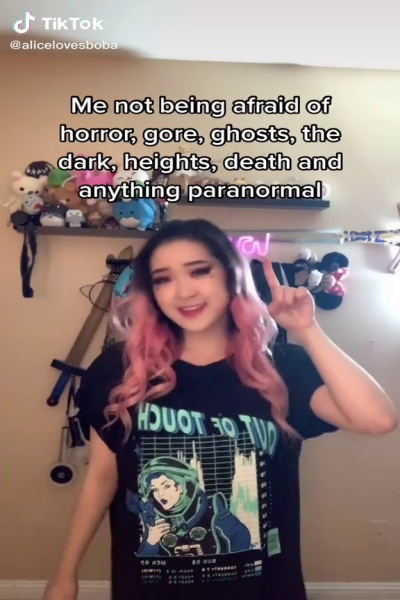 TikTok
@alicelovesboba
Me not being afraid of
horror, gore, ghosts, the
dark, heights, death and
anything paranormal
OUT OF TOUCH